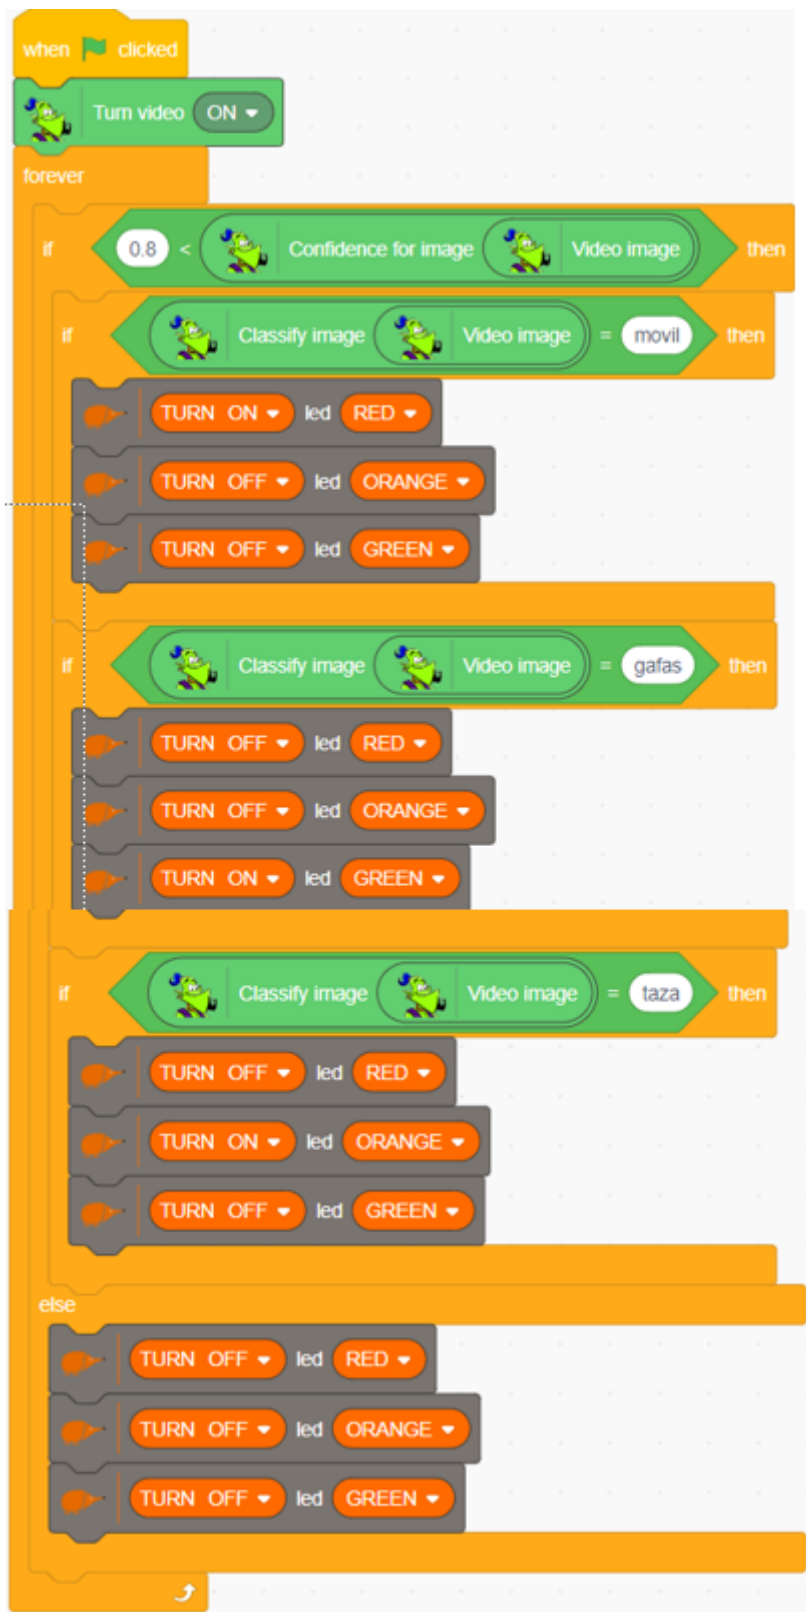 when clicked
Turn video ON
forever
if 0.8 < Confidence for image Video image then
if Classify image Video image = movil then
TURN ON led RED
TURN OFF led ORANGE
TURN OFF led GREEN
if Classify image Video image = gafas then
TURN OFF led RED
TURN OFF led ORANGE
TURN ON led GREEN
if Classify image Video image = taza then
TURN OFF led RED
TURN ON led ORANGE
TURN OFF led GREEN
else
TURN OFF led RED
TURN OFF led ORANGE
TURN OFF led GREEN